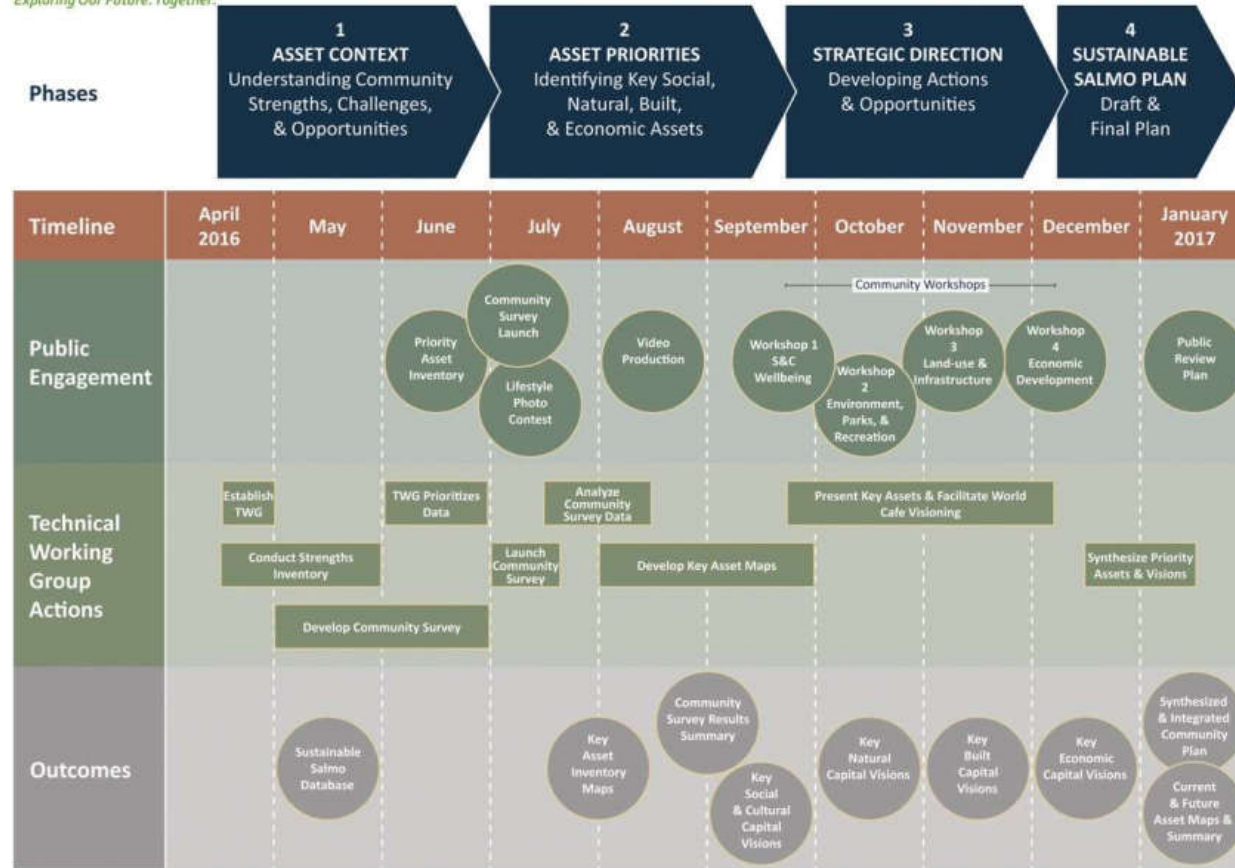 Exploring Our Future. Together.
Phases
1
ASSET CONTEXT
Understanding Community
Strengths, Challenges,
& Opportunities
2
ASSET PRIORITIES
Identifying Key Social,
Natural, Built,
& Economic Assets
3
STRATEGIC DIRECTION
Developing Actions
& Opportunities
4
SUSTAINABLE
SALMO PLAN
Draft &
Final Plan
Timeline
April
2016
May
June
July
August
September
October
November
December
January
2017
Public
Engagement
Priority
Asset
Inventory
Community
Survey
Launch
Lifestyle
Photo
Contest
Video
Production
Community Workshops
Workshop 1
S&C
Wellbeing
Workshop
2
Environment,
Parks, &
Recreation
Workshop
3
Land-use &
Infrastructure
Workshop
4
Economic
Development
Public
Review
Plan
Technical
Working
Group
Actions
Establish
TWG
TWG Prioritizes
Data
Analyze
Community
Survey Data
Present Key Assets & Facilitate World
Cafe Visioning
Conduct Strengths
Inventory
Launch
Community
Survey
Develop Key Asset Maps
Synthesize Priority
Assets & Visions
Develop Community Survey
Outcomes
Sustainable
Salmo
Database
Key
Asset
Inventory
Maps
Community
Survey Results
Summary
Key
Social
& Cultural
Capital
Visions
Key
Natural
Capital Visions
Key
Built
Capital
Visions
Key
Economic
Capital Visions
Synthesized
& Integrated
Community
Plan
Current
& Future
Asset Maps &
Summary